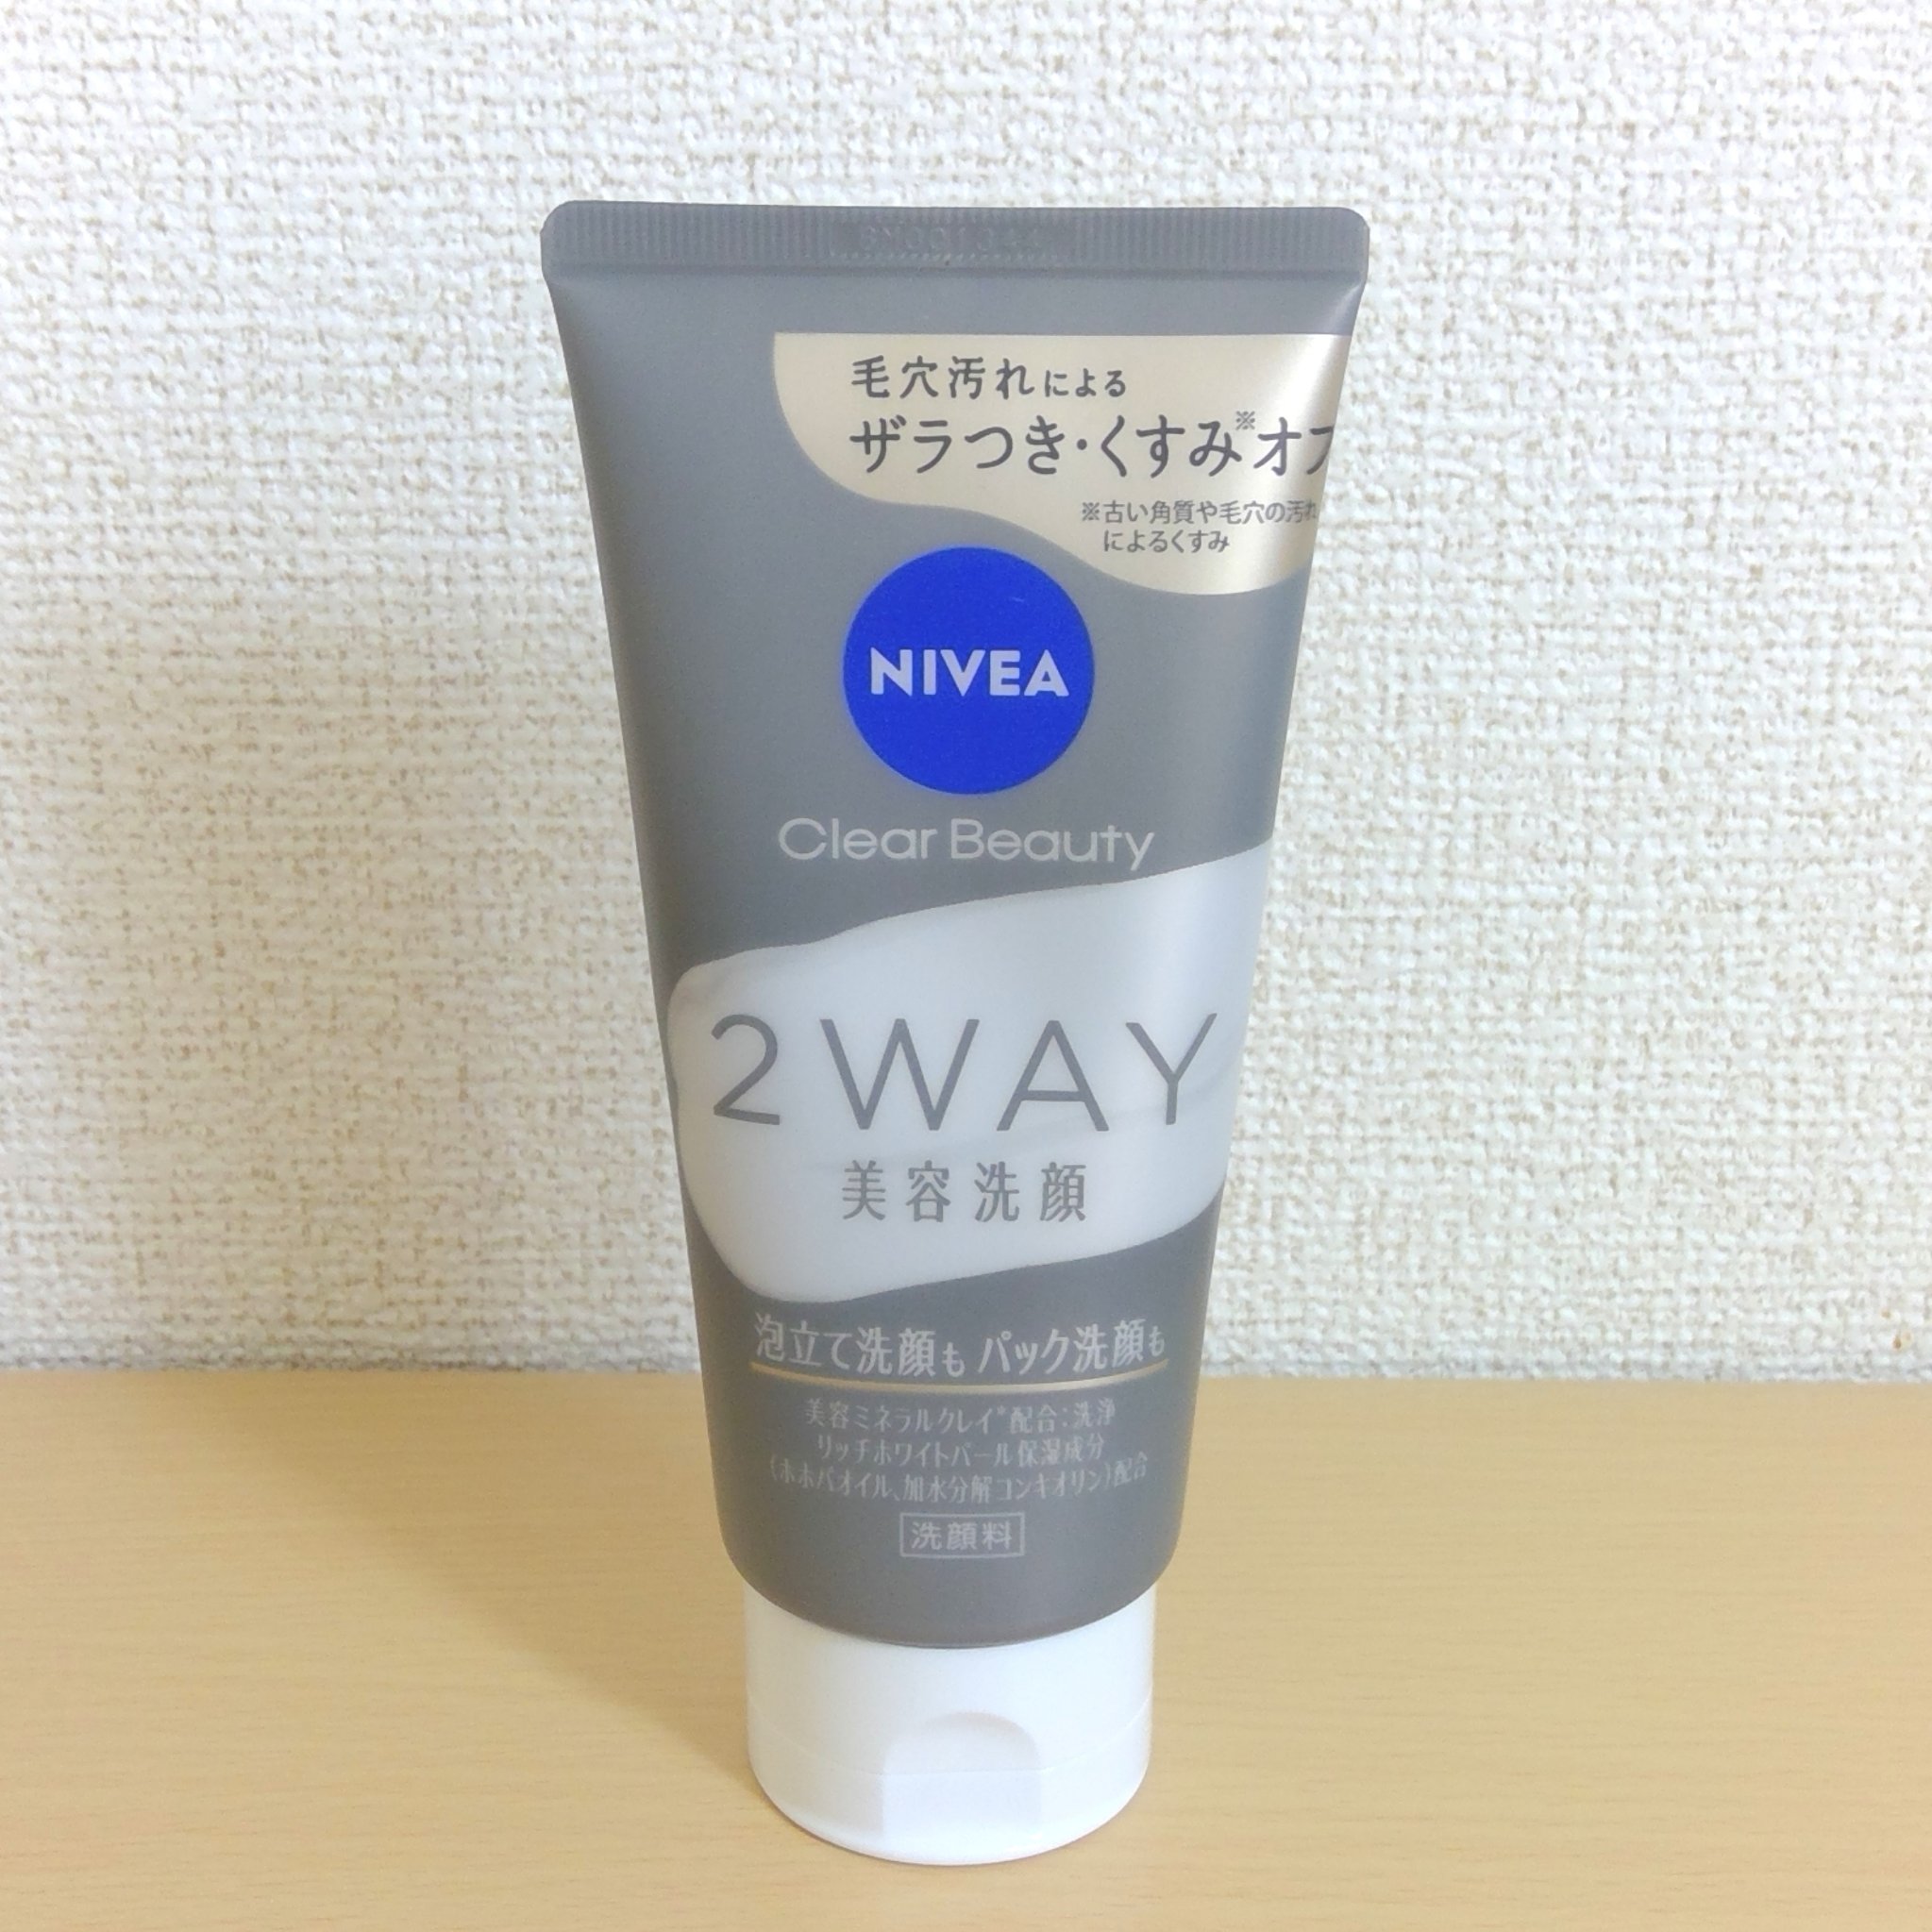 毛穴汚れによる
ザラつき・くすみ※オフ
※古い角質や毛穴の汚れ
によるくすみ
NIVEA
Clear Beauty
2WAY
美容洗顔
泡立て洗顔も パック洗顔も
美容ミネラルクレイ*配合:洗浄
リッチホワイトパール保湿成分
(ホホバオイル、加水分解コンキオリン)配合
洗顔料